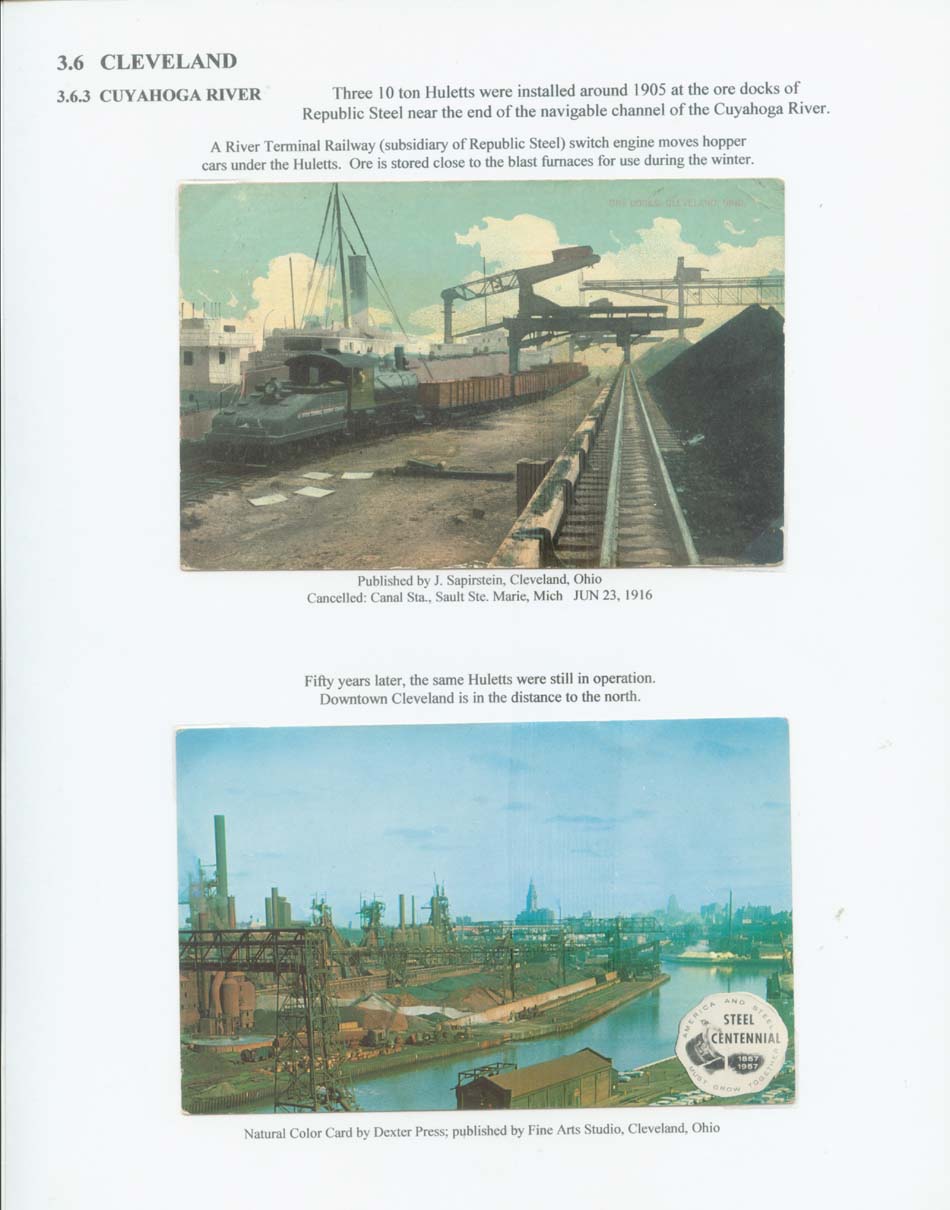 3.6 CLEVELAND
3.6.3 CUYAHOGA RIVER
Three 10 ton Huletts were installed around 1905 at the ore docks of
Republic Steel near the end of the navigable channel of the Cuyahoga River.
A River Terminal Railway (subsidiary of Republic Steel) switch engine moves hopper
cars under the Huletts. Ore is stored close to the blast furnaces for use during the winter.
ORE DOCKS, CLEVELAND, OHIO.
Published by J. Sapirstein, Cleveland, Ohio
Cancelled: Canal Sta., Sault Ste. Marie, Mich JUN 23, 1916
Fifty years later, the same Huletts were still in operation.
Downtown Cleveland is in the distance to the north.
AMERICA AND STEEL
STEEL
CENTENNIAL
1857
1957
MUST GROW TOGETHER
Natural Color Card by Dexter Press; published by Fine Arts Studio, Cleveland, Ohio